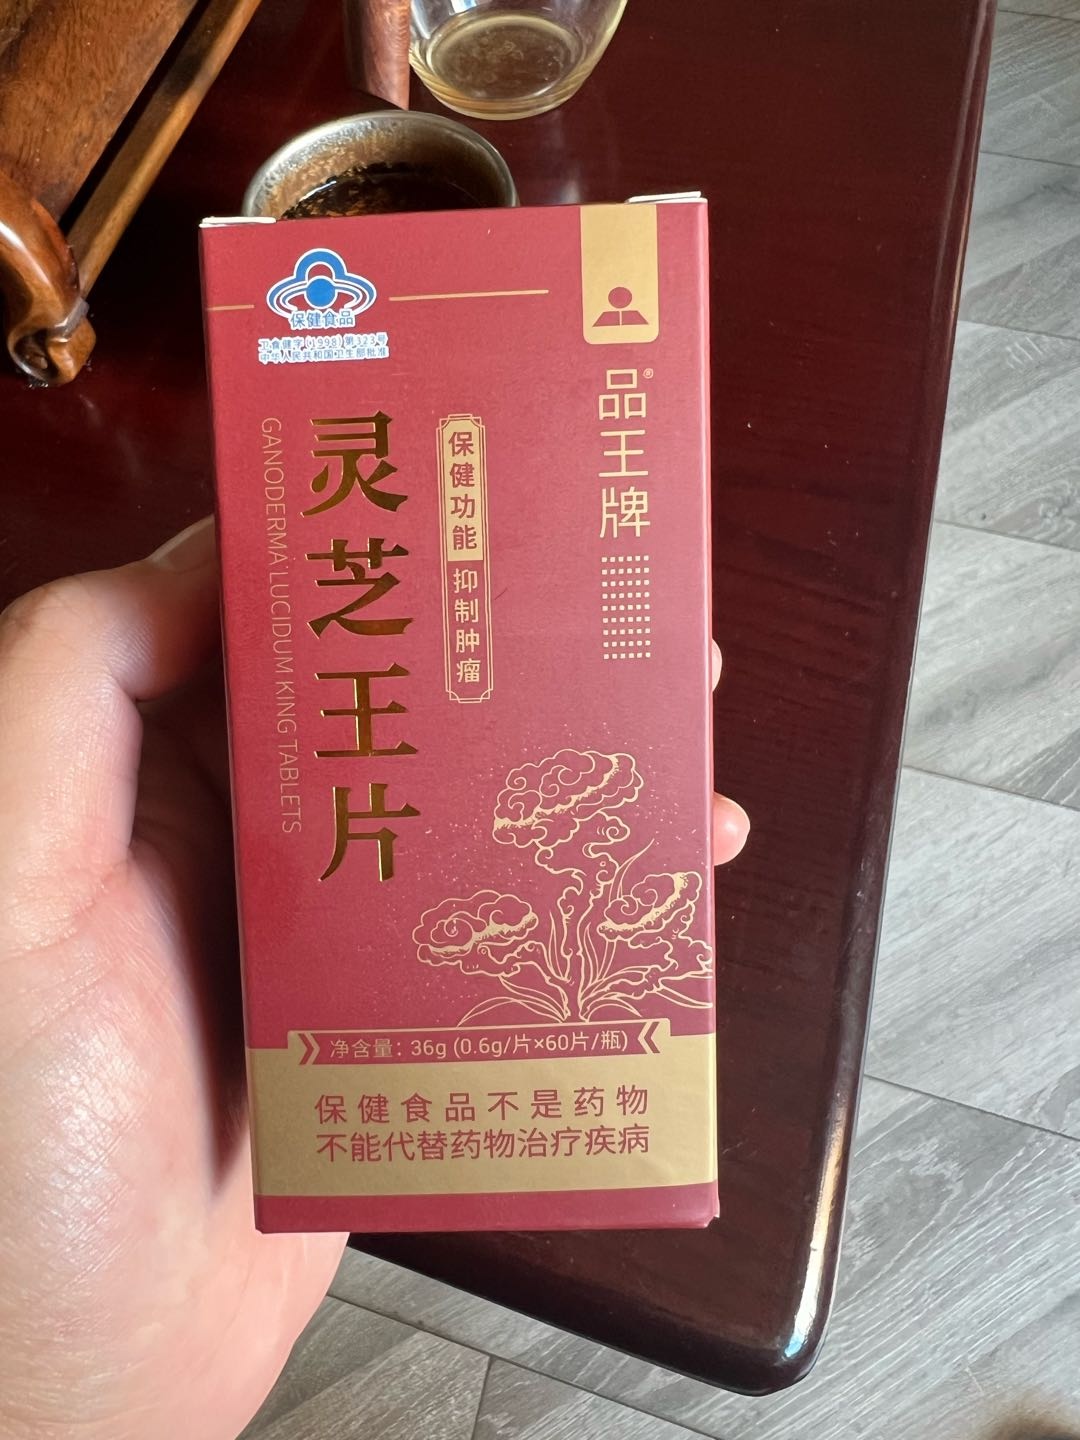 保健食品
卫食健字(1998)第323号
中华人民共和国卫生部批准
品王牌®
保健功能 抑制肿瘤
灵芝王片
GANODERMA LUCIDUM KING TABLETS
净含量：36g (0.6g/片×60片/瓶)
保健食品不是药物
不能代替药物治疗疾病